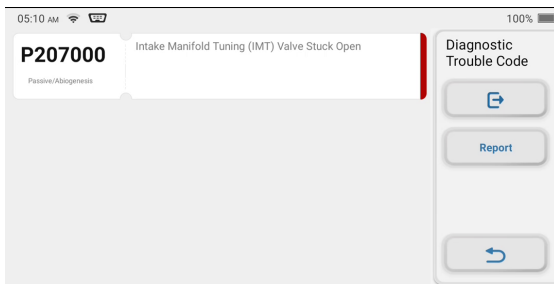 05:10 AM
100%
P207000
Passive/Abiogenesis
Intake Manifold Tuning (IMT) Valve Stuck Open
Diagnostic
Trouble Code
Report